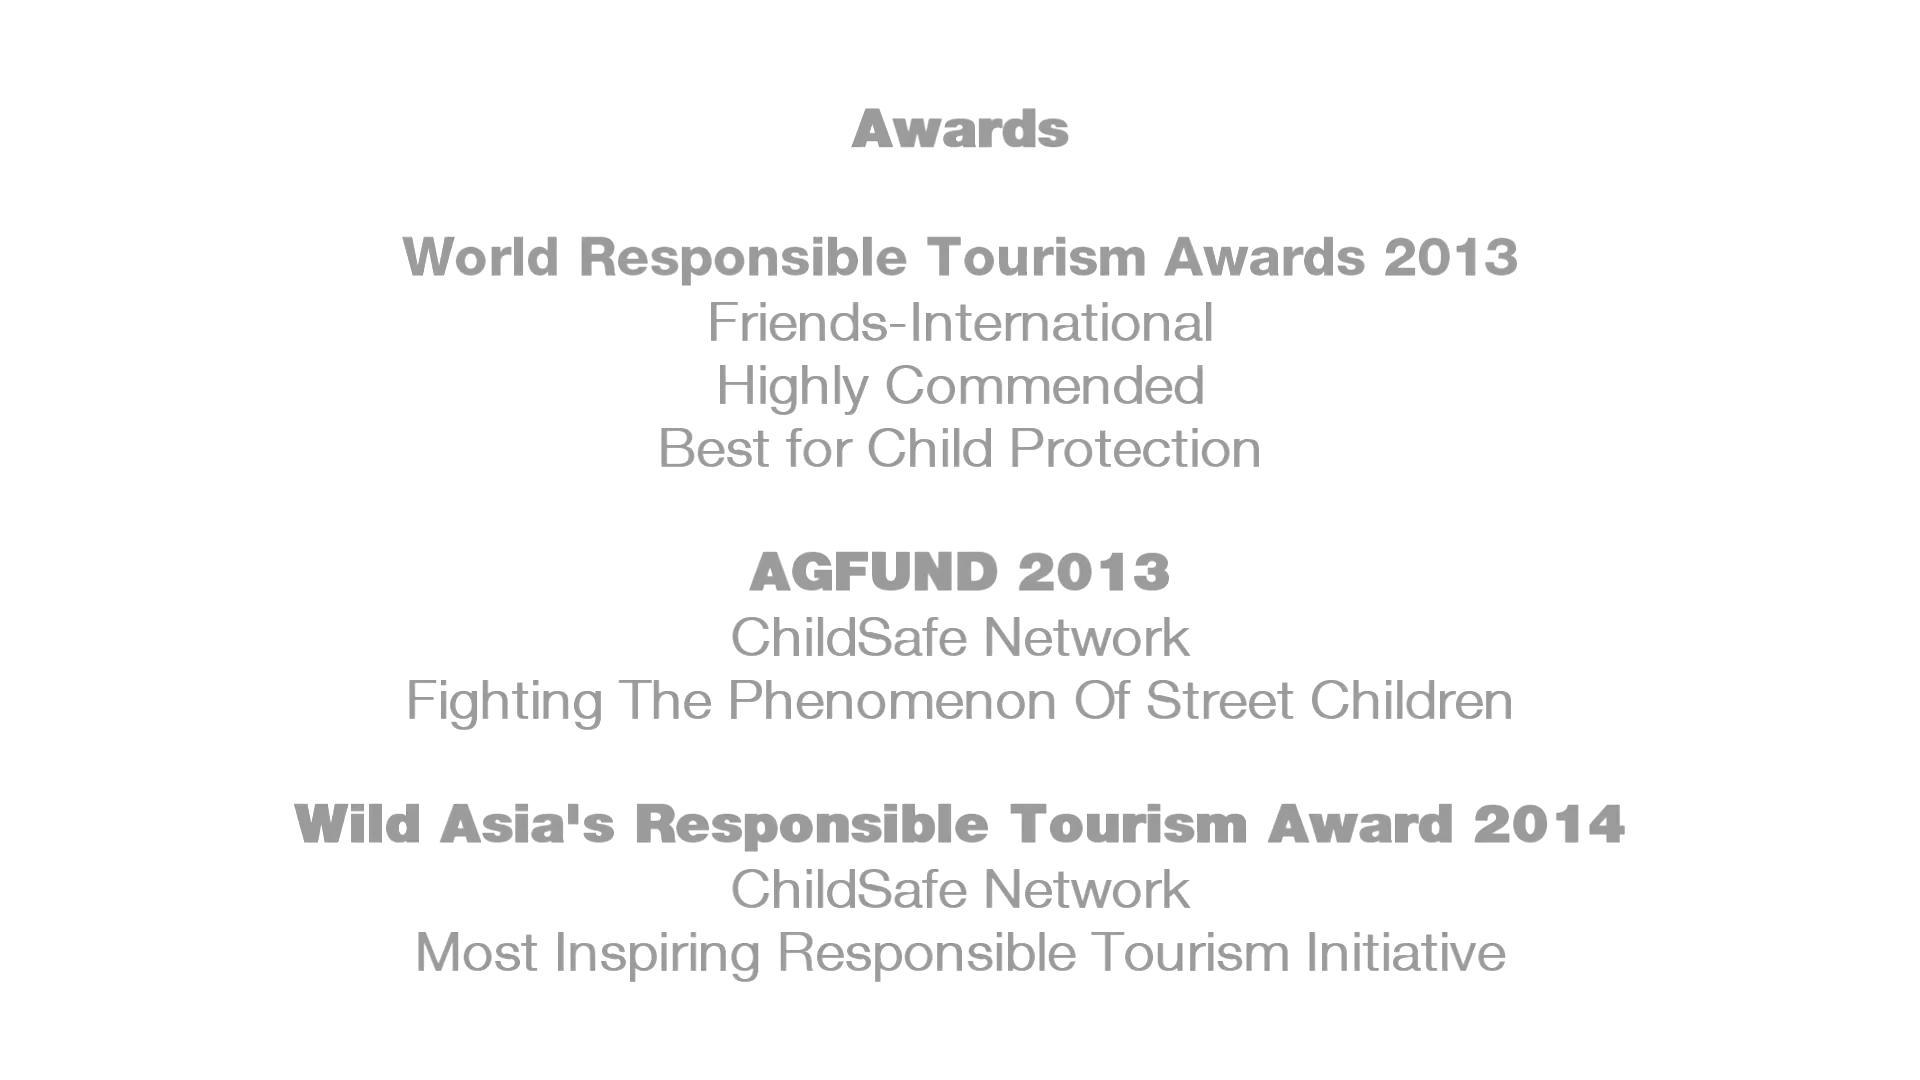 Awards
World Responsible Tourism Awards 2013
Friends-International
Highly Commended
Best for Child Protection
AGFUND 2013
ChildSafe Network
Fighting The Phenomenon Of Street Children
Wild Asia's Responsible Tourism Award 2014
ChildSafe Network
Most Inspiring Responsible Tourism Initiative